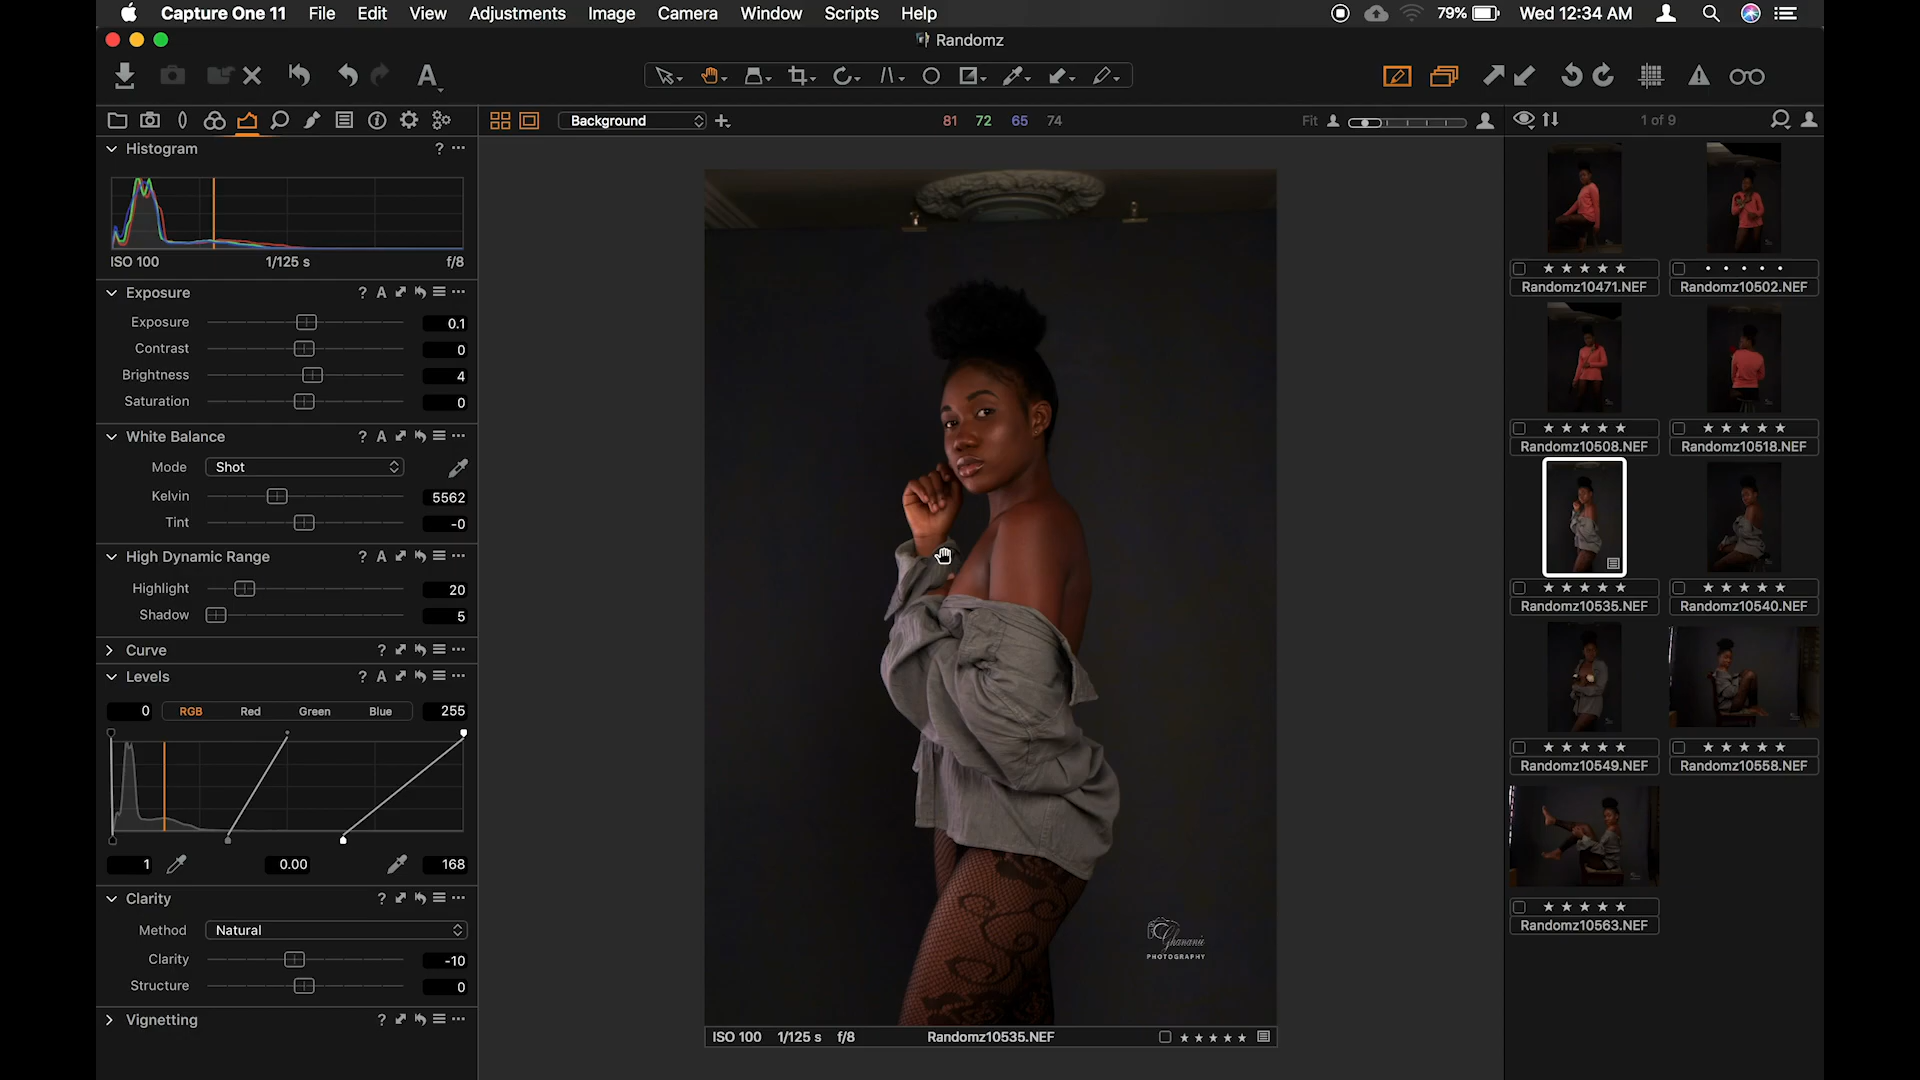 Capture One 11 File Edit View Adjustments Image Camera Window Scripts Help 79% Wed 12:34 AM
Randomz
A
Background 81 72 65 74 Fit 1 of 9
Histogram ?
ISO 100 1/125 s f/8
Exposure ? A
Exposure 0.1
Contrast 0
Brightness 4
Saturation 0
White Balance ? A
Mode Shot
Kelvin 5562
Tint -0
High Dynamic Range ? A
Highlight 20
Shadow 5
Curve ?
Levels ? A
0 RGB Red Green Blue 255
1 0.00 168
Clarity ?
Method Natural
Clarity -10
Structure 0
Vignetting ?
Ghananii
PHOTOGRAPHY
ISO 100 1/125 s f/8 Randomz10535.NEF
Randomz10471.NEF Randomz10502.NEF
Randomz10508.NEF Randomz10518.NEF
Randomz10535.NEF Randomz10540.NEF
Randomz10549.NEF Randomz10558.NEF
Randomz10563.NEF